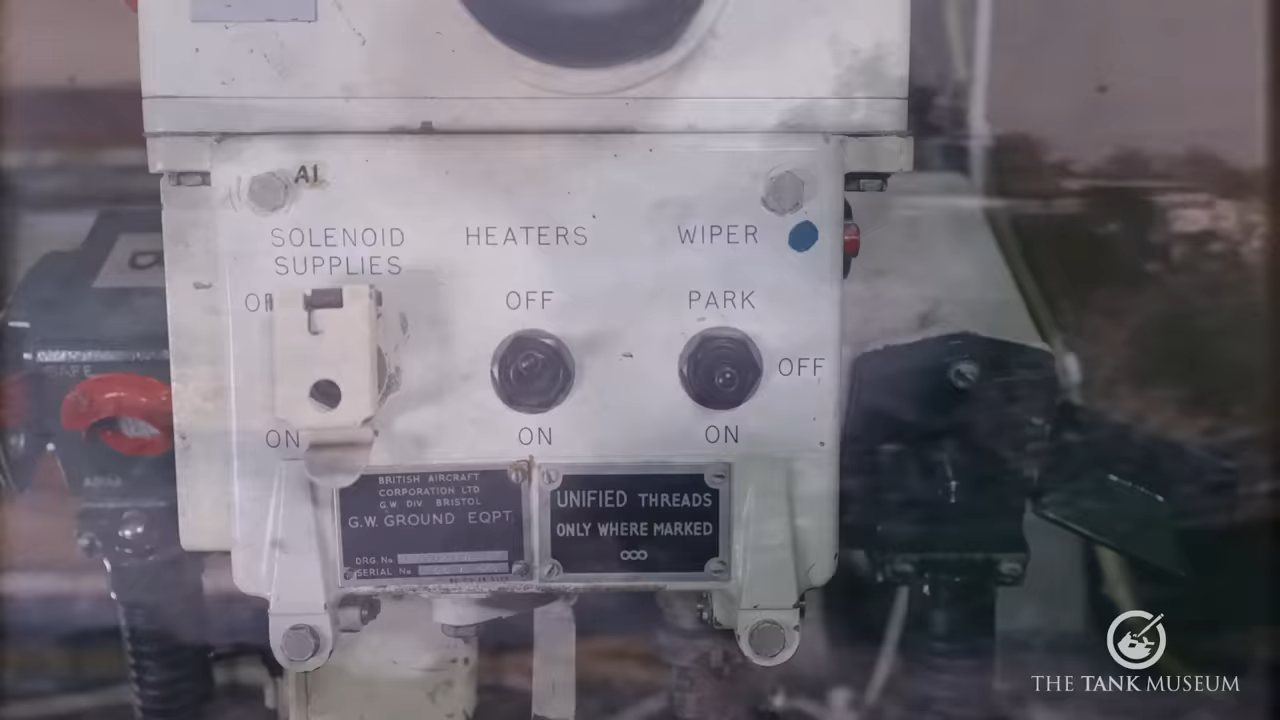 A1
SOLENOID
SUPPLIES
HEATERS
WIPER
OFF
PARK
OFF
ON
ON
ON
SAFE
BRITISH AIRCRAFT
CORPORATION LTD
G.W. DIV. BRISTOL
G.W. GROUND EQPT.
DRG. No
SERIAL No
UNIFIED THREADS
ONLY WHERE MARKED
THE TANK MUSEUM